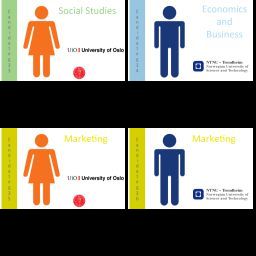 Social Studies
UiO University of Oslo
Economics
and
Business
NTNU – Trondheim
Norwegian University of
Science and Technology
Marketing
UiO University of Oslo
Marketing
NTNU – Trondheim
Norwegian University of
Science and Technology